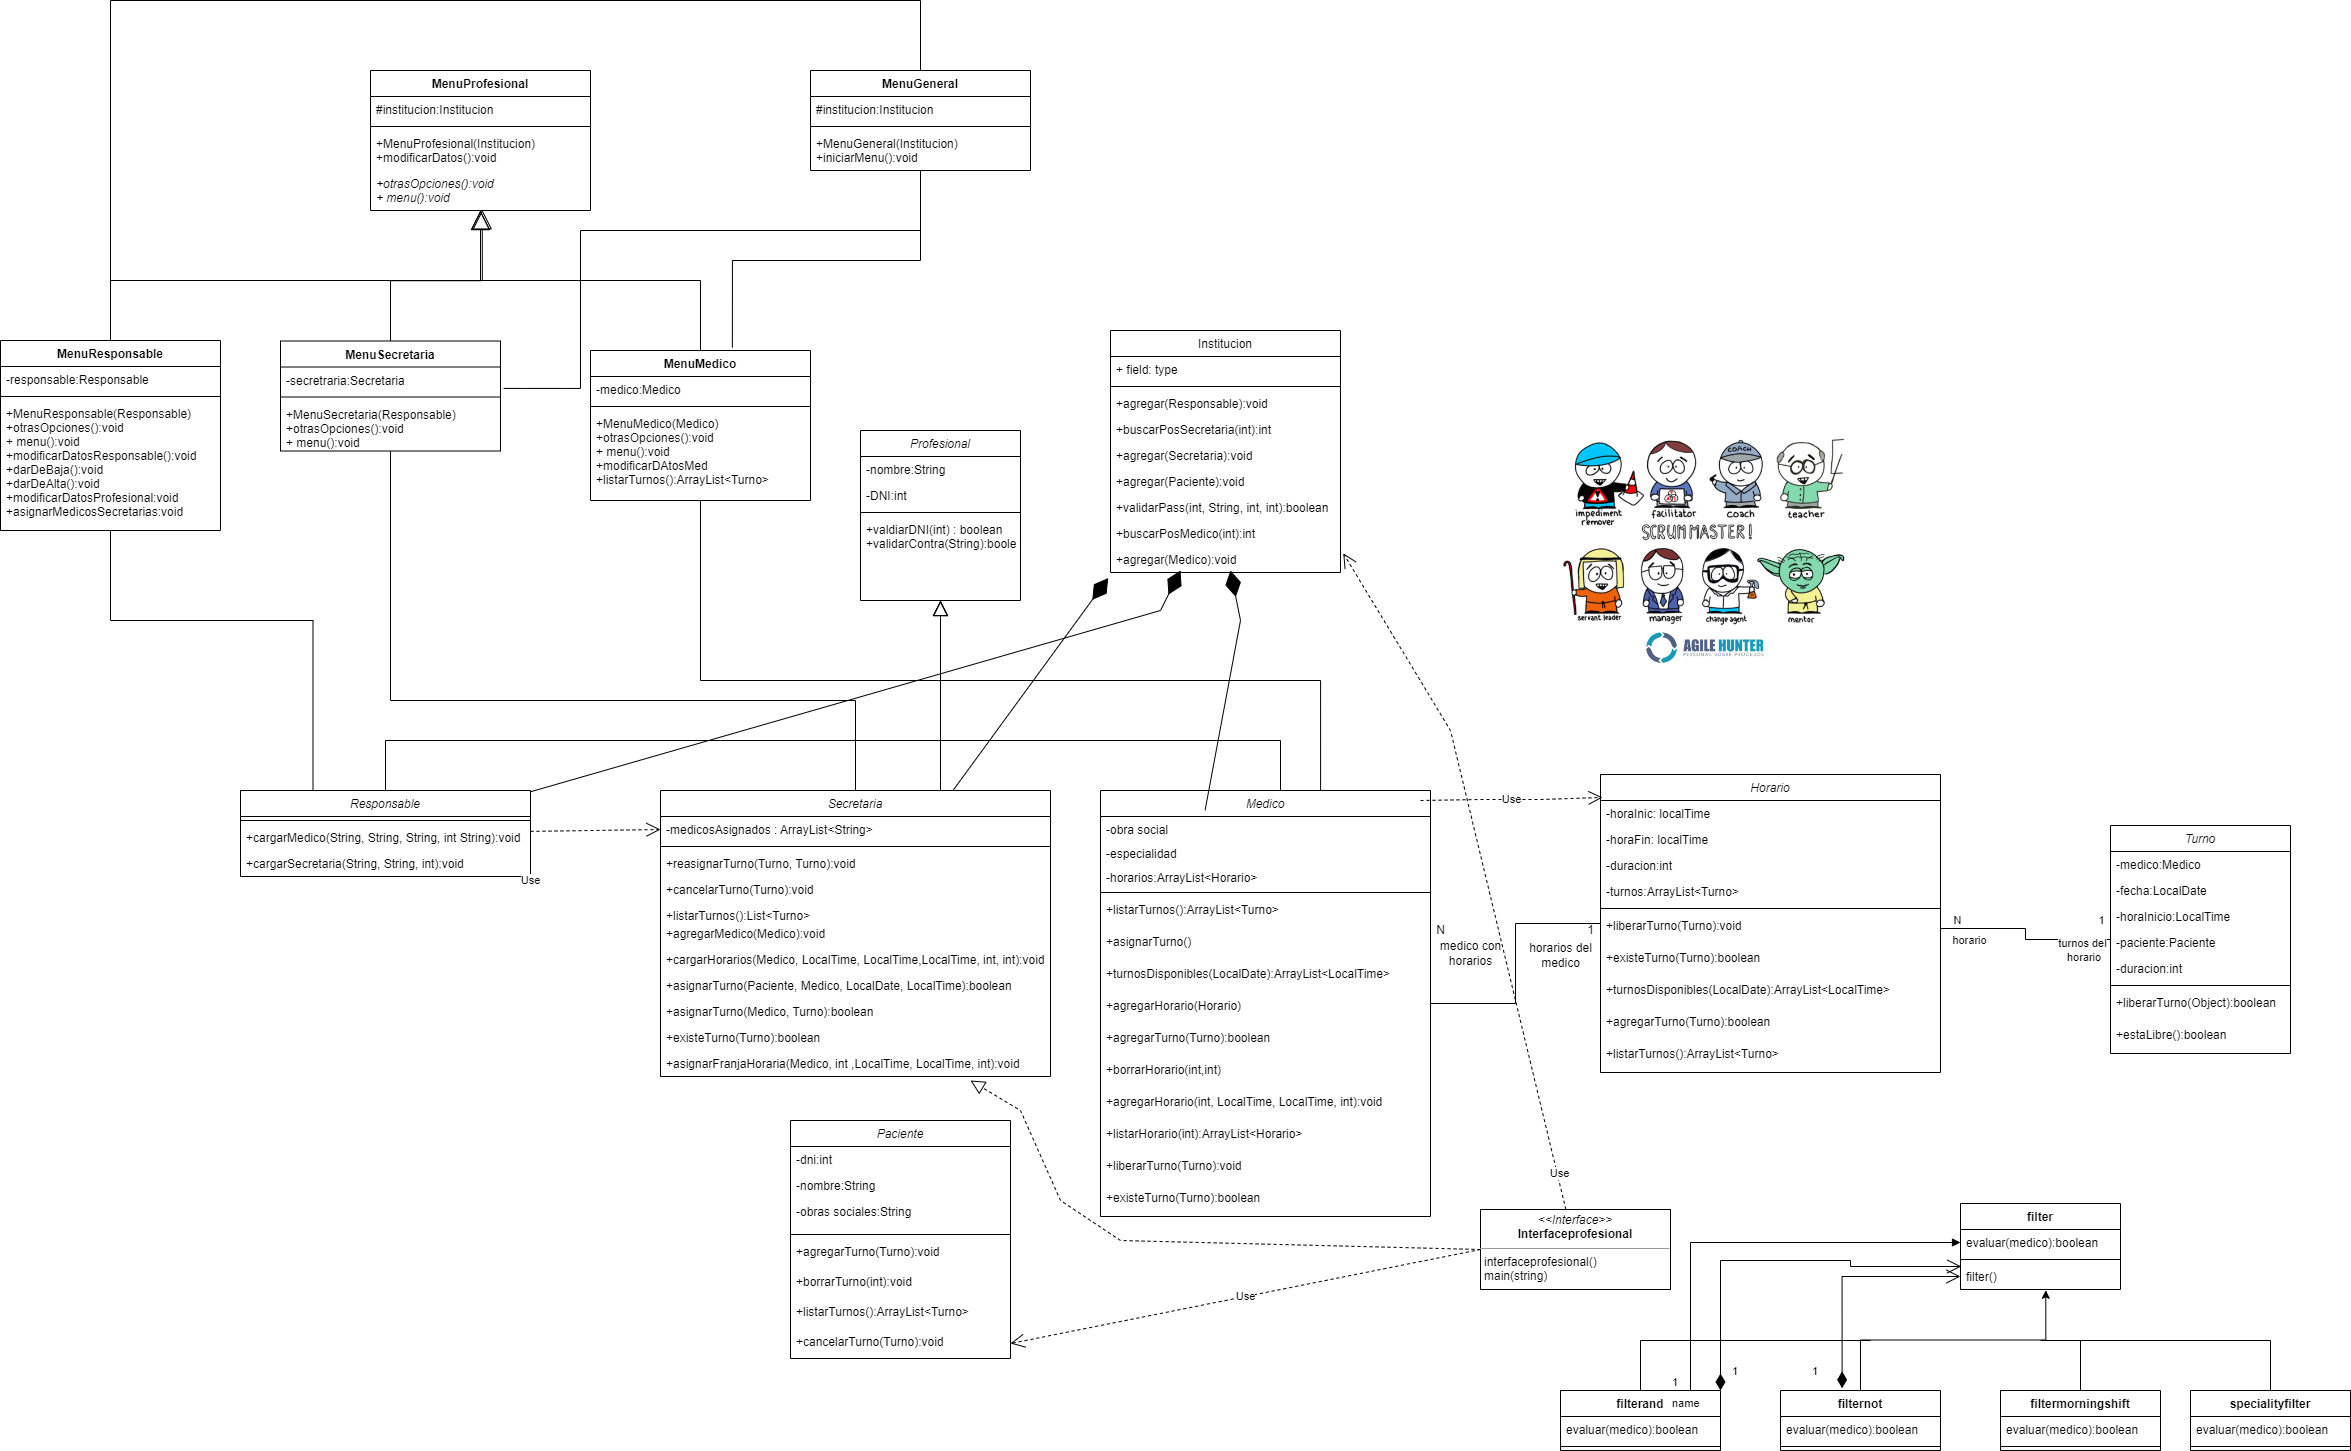 MenuProfesional
#institucion:Institucion
+MenuProfesional(Institucion)
+modificarDatos():void
+otrasOpciones():void
+ menu():void
MenuGeneral
#institucion:Institucion
+MenuGeneral(Institucion)
+iniciarMenu():void
MenuResponsable
-responsable:Responsable
+MenuResponsable(Responsable)
+otrasOpciones():void
+ menu():void
+modificarDatosResponsable():void
+darDeBaja():void
+darDeAlta():void
+modificarDatosProfesional:void
+asignarMedicosSecretarias:void
MenuSecretaria
-secretraria:Secretaria
+MenuSecretaria(Responsable)
+otrasOpciones():void
+ menu():void
MenuMedico
-medico:Medico
+MenuMedico(Medico)
+otrasOpciones():void
+ menu():void
+modificarDAtosMed
+listarTurnos():ArrayList<Turno>
Profesional
-nombre:String
-DNI:int
+valdiarDNI(int) : boolean
+validarContra(String):boole
Institucion
+ field: type
+agregar(Responsable):void
+buscarPosSecretaria(int):int
+agregar(Secretaria):void
+agregar(Paciente):void
+validarPass(int, String, int, int):boolean
+buscarPosMedico(int):int
+agregar(Medico):void
COACH
impediment remover
facilitator
coach
teacher
SCRUM MASTER!
servant leader
manager
change agent
mentor
AGILE HUNTER
PERSONAS SOBRE PROCESOS
Responsable
+cargarMedico(String, String, String, int String):void
+cargarSecretaria(String, String, int):void
Use
Secretaria
-medicosAsignados : ArrayList<String>
+reasignarTurno(Turno, Turno):void
+cancelarTurno(Turno):void
+listarTurnos():List<Turno>
+agregarMedico(Medico):void
+cargarHorarios(Medico, LocalTime, LocalTime,LocalTime, int, int):void
+asignarTurno(Paciente, Medico, LocalDate, LocalTime):boolean
+asignarTurno(Medico, Turno):boolean
+existeTurno(Turno):boolean
+asignarFranjaHoraria(Medico, int ,LocalTime, LocalTime, int):void
Medico
-obra social
-especialidad
-horarios:ArrayList<Horario>
+listarTurnos():ArrayList<Turno>
+asignarTurno()
+turnosDisponibles(LocalDate):ArrayList<LocalTime>
+agregarHorario(Horario)
+agregarTurno(Turno):boolean
+borrarHorario(int,int)
+agregarHorario(int, LocalTime, LocalTime, int):void
+listarHorario(int):ArrayList<Horario>
+liberarTurno(Turno):void
+existeTurno(Turno):boolean
Use
N
medico con
horarios
1
horarios del
medico
Horario
-horaInic: localTime
-horaFin: localTime
-duracion:int
-turnos:ArrayList<Turno>
+liberarTurno(Turno):void
+existeTurno(Turno):boolean
+turnosDisponibles(LocalDate):ArrayList<LocalTime>
+agregarTurno(Turno):boolean
+listarTurnos():ArrayList<Turno>
N
horario
1
turnos del
horario
Turno
-medico:Medico
-fecha:LocalDate
-horaInicio:LocalTime
-paciente:Paciente
-duracion:int
+liberarTurno(Object):boolean
+estaLibre():boolean
Paciente
-dni:int
-nombre:String
-obras sociales:String
+agregarTurno(Turno):void
+borrarTurno(int):void
+listarTurnos():ArrayList<Turno>
+cancelarTurno(Turno):void
Use
Use
<<Interface>>
Interfaceprofesional
interfaceprofesional()
main(string)
filter
evaluar(medico):boolean
filter()
1
1
1
filterand
name
evaluar(medico):boolean
filternot
evaluar(medico):boolean
filtermorningshift
evaluar(medico):boolean
specialityfilter
evaluar(medico):boolean